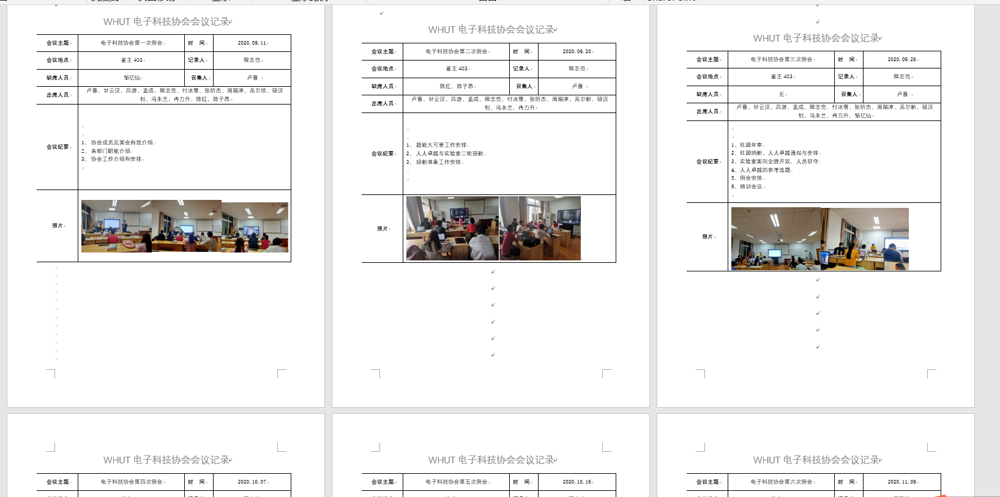 WHUT 电子科技协会会议记录
会议主题 电子科技协会第一次例会 时 间 2020.09.11
会议地点 鉴主 403 记录人 程志亮
缺席人员 邹亿仙 召集人 卢意
出席人员 卢意、甘云汉、吕游、孟成、程志亮、付冰雪、张昕杰、周瑞淳、吴尔欣、骆汉
钊、冯永兰、冉力升、陈红、陈子昂
会议纪要
1、 协会成员见面会自我介绍
2、 各部门职能介绍
3、 协会工作介绍和安排
照片
WHUT 电子科技协会会议记录
会议主题 电子科技协会第二次例会 时 间 2020.09.20
会议地点 鉴主 403 记录人 程志亮
缺席人员 陈红、陈子昂 召集人 卢意
出席人员 卢意、甘云汉、吕游、孟成、程志亮、付冰雪、张昕杰、周瑞淳、吴尔新、骆汉
钊、冯永兰、冉力升
会议纪要
1、 超能大可爱工作安排
2、 人人卓越与实验室二轮招新
3、 招新准备工作安排
照片
WHUT 电子科技协会会议记录
会议主题 电子科技协会第三次例会 时 间 2020.09.26
会议地点 鉴主 403 记录人 程志亮
缺席人员 无 召集人 卢意
出席人员 卢意、甘云汉、吕游、孟成、程志亮、付冰雪、张昕杰、周瑞淳、吴尔新、骆汉
钊、冯永兰、冉力升、邹亿仙
会议纪要
1、社团年审
2、社团纳新、人人卓越通知与安排
3、实验室面向全院开放、人员驻守
4、人人卓越的参考选题
5、例会安排
6、培训会议
照片
WHUT 电子科技协会会议记录
会议主题 电子科技协会第四次例会 时 间 2020.10.07
WHUT 电子科技协会会议记录
会议主题 电子科技协会第五次例会 时 间 2020.10.16
WHUT 电子科技协会会议记录
会议主题 电子科技协会第六次例会 时 间 2020.11.09